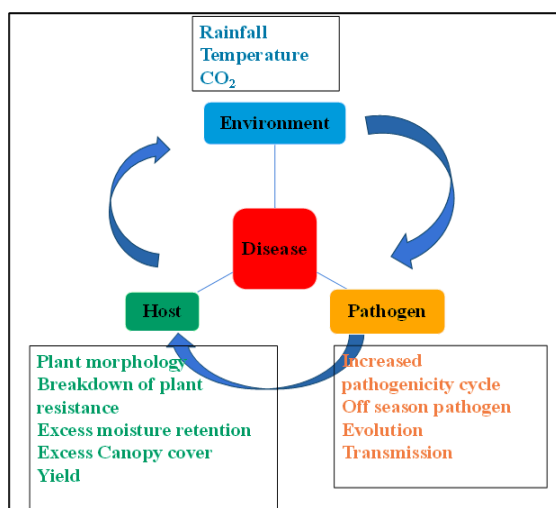 Rainfall
Temperature
CO₂
Environment
Disease
Host
Pathogen
Plant morphology
Breakdown of plant
resistance
Excess moisture retention
Excess Canopy cover
Yield
Increased
pathogenicity cycle
Off season pathogen
Evolution
Transmission